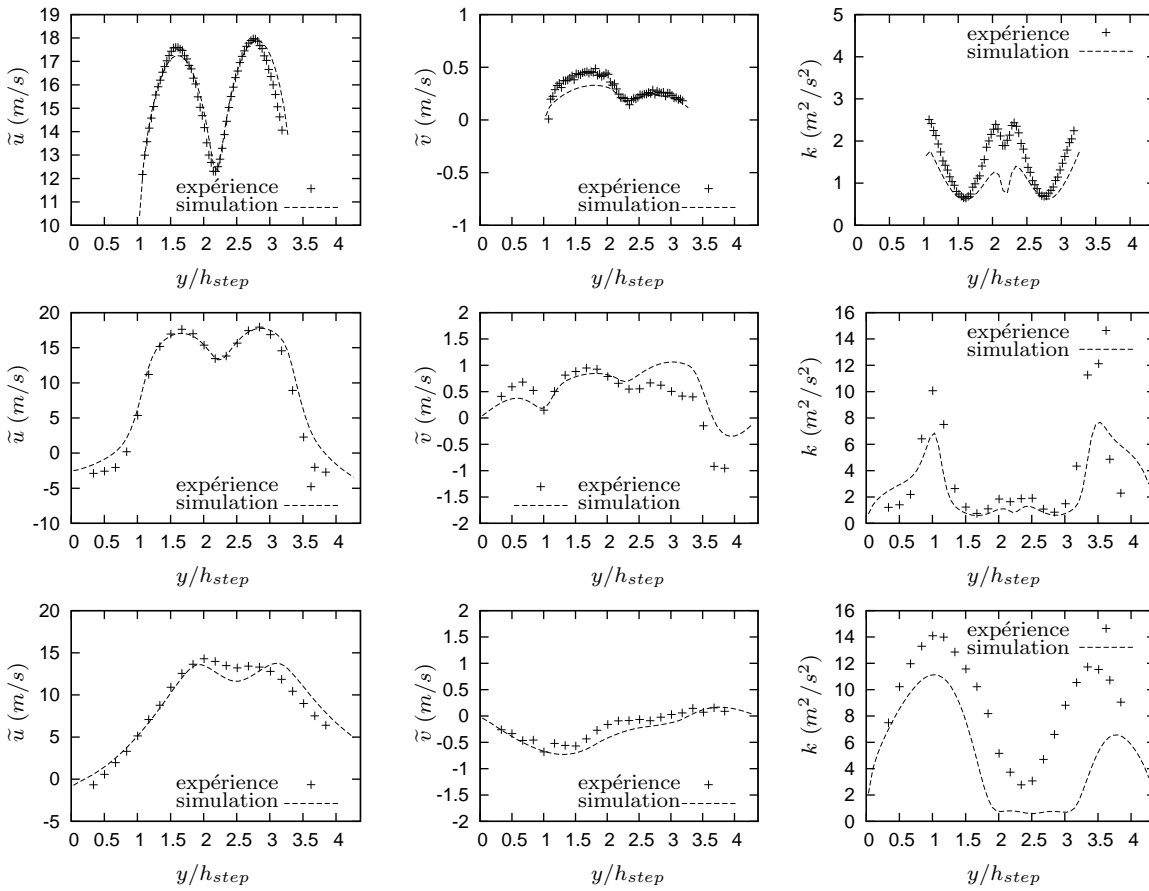 ũ (m/s)
18
17
16
15
14
13
12
11
10
expérience
simulation
0 0.5 1 1.5 2 2.5 3 3.5 4
y/h_step
ṽ (m/s)
1
0.5
0
-0.5
-1
expérience
simulation
0 0.5 1 1.5 2 2.5 3 3.5 4
y/h_step
k (m²/s²)
5
4
3
2
1
0
expérience
simulation
0 0.5 1 1.5 2 2.5 3 3.5 4
y/h_step
ũ (m/s)
20
15
10
5
0
-5
-10
expérience
simulation
0 0.5 1 1.5 2 2.5 3 3.5 4
y/h_step
ṽ (m/s)
2
1.5
1
0.5
0
-0.5
-1
-1.5
-2
expérience
simulation
0 0.5 1 1.5 2 2.5 3 3.5 4
y/h_step
k (m²/s²)
16
14
12
10
8
6
4
2
0
expérience
simulation
0 0.5 1 1.5 2 2.5 3 3.5 4
y/h_step
ũ (m/s)
20
15
10
5
0
-5
expérience
simulation
0 0.5 1 1.5 2 2.5 3 3.5 4
y/h_step
ṽ (m/s)
2
1.5
1
0.5
0
-0.5
-1
-1.5
-2
expérience
simulation
0 0.5 1 1.5 2 2.5 3 3.5 4
y/h_step
k (m²/s²)
16
14
12
10
8
6
4
2
0
expérience
simulation
0 0.5 1 1.5 2 2.5 3 3.5 4
y/h_step